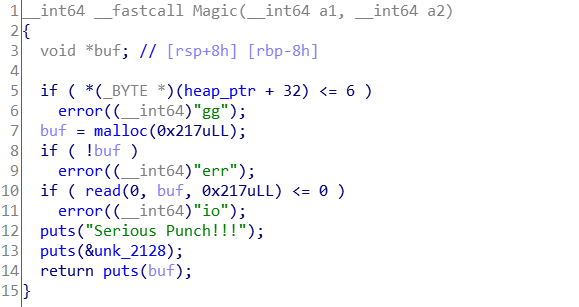 1 __int64 __fastcall Magic(__int64 a1, __int64 a2)
2 {
3 void *buf; // [rsp+8h] [rbp-8h]
4
5 if ( *(_BYTE *)(heap_ptr + 32) <= 6 )
6 error((__int64)"gg");
7 buf = malloc(0x217uLL);
8 if ( !buf )
9 error((__int64)"err");
10 if ( read(0, buf, 0x217uLL) <= 0 )
11 error((__int64)"io");
12 puts("Serious Punch!!!");
13 puts(&unk_2128);
14 return puts(buf);
15 }